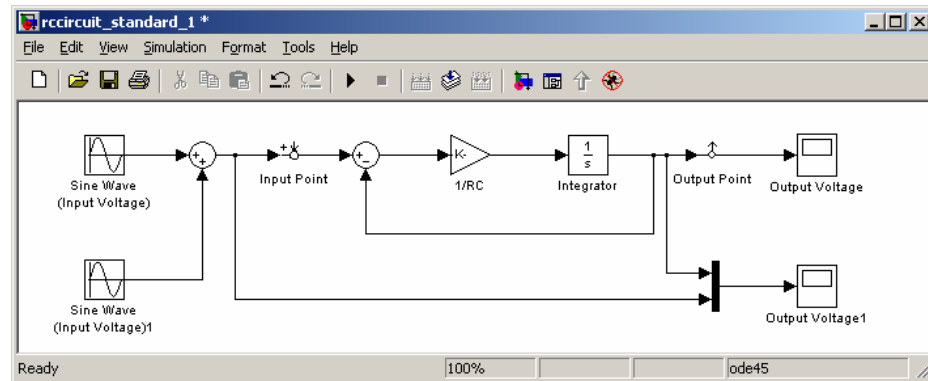 rccircuit_standard_1 *
File Edit View Simulation Format Tools Help
Sine Wave
(Input Voltage)
Input Point
K-
1/RC
1
s
Integrator
Output Point
Output Voltage
Sine Wave
(Input Voltage)1
Output Voltage1
Ready 100% ode45